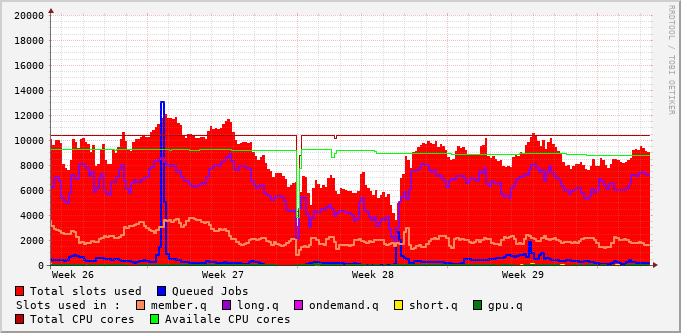 RRDTOOL / TOBI OETIKER
20000
18000
16000
14000
12000
10000
8000
6000
4000
2000
0
Week 26 Week 27 Week 28 Week 29
Total slots used Queued Jobs
Slots used in : member.q long.q ondemand.q short.q gpu.q
Total CPU cores Availale CPU cores